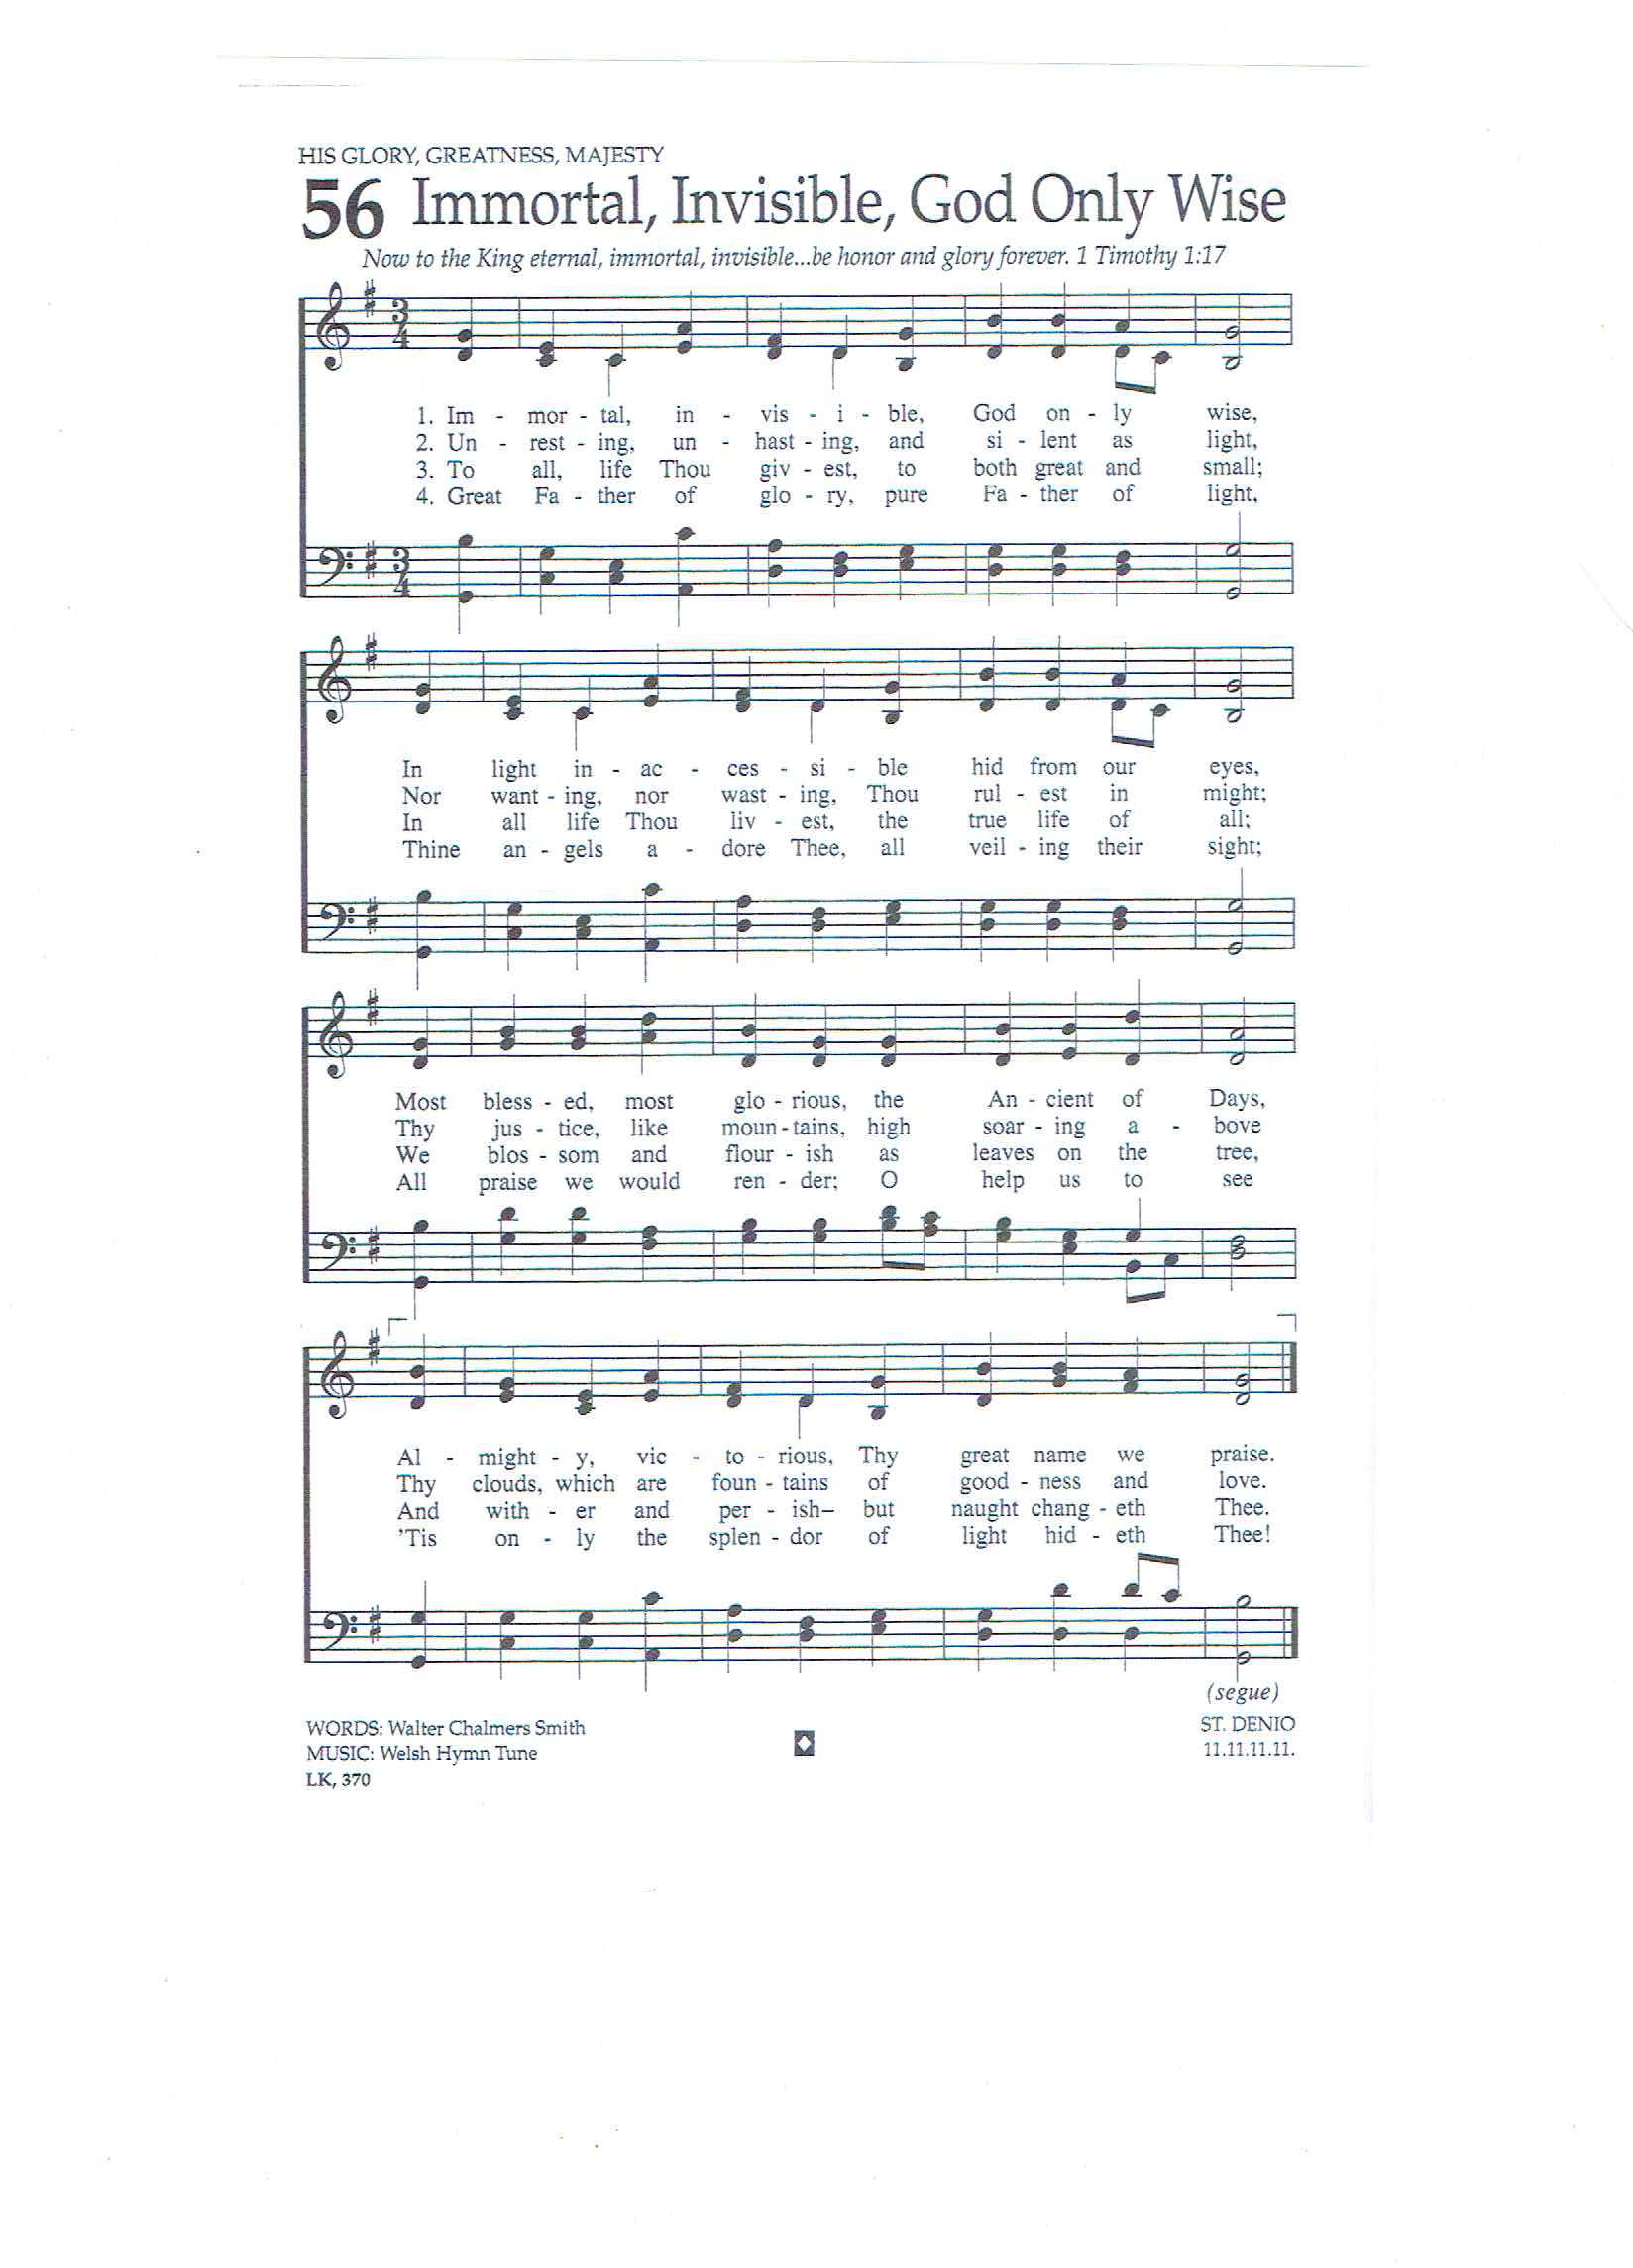 HIS GLORY, GREATNESS, MAJESTY
56 Immortal, Invisible, God Only Wise
Now to the King eternal, immortal, invisible...be honor and glory forever. 1 Timothy 1:17
3
4
1. Im - mor - tal, in - vis - i - ble, God on - ly wise,
2. Un - rest - ing, un - hast - ing, and si - lent as light,
3. To all, life Thou giv - est, to both great and small;
4. Great Fa - ther of glo - ry, pure Fa - ther of light,
3
4
In light in - ac - ces - si - ble hid from our eyes,
Nor want - ing, nor wast - ing, Thou rul - est in might;
In all life Thou liv - est, the true life of all;
Thine an - gels a - dore Thee, all veil - ing their sight;
Most bless - ed, most glo - rious, the An - cient of Days,
Thy jus - tice, like moun - tains, high soar - ing a - bove
We blos - som and flour - ish as leaves on the tree,
All praise we would ren - der; O help us to see
Al - might - y, vic - to - rious, Thy great name we praise.
Thy clouds, which are foun - tains of good - ness and love.
And with - er and per - ish– but naught chang - eth Thee.
'Tis on - ly the splen - dor of light hid - eth Thee!
(segue)
WORDS: Walter Chalmers Smith
MUSIC: Welsh Hymn Tune
LK, 370
ST. DENIO
11.11.11.11.